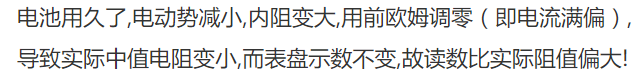 电池用久了,电动势减小,内阻变大,用前欧姆调零（即电流满偏）,
导致实际中值电阻变小,而表盘示数不变,故读数比实际阻值偏大!